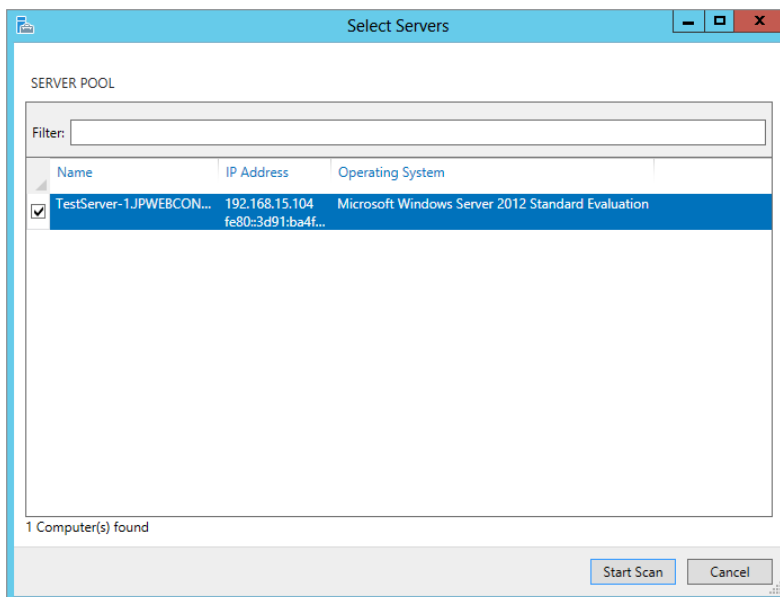 Select Servers
SERVER POOL
Filter:
Name IP Address Operating System
TestServer-1.JPWEBCON... 192.168.15.104 Microsoft Windows Server 2012 Standard Evaluation
fe80::3d91:ba4f...
1 Computer(s) found
Start Scan Cancel